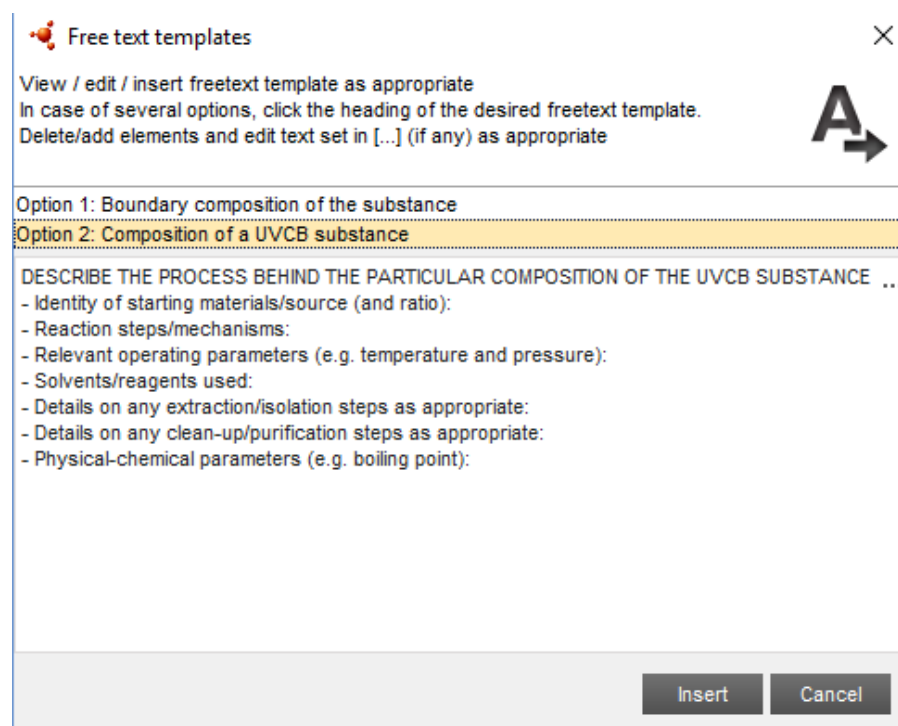 Free text templates
View / edit / insert freetext template as appropriate
In case of several options, click the heading of the desired freetext template.
Delete/add elements and edit text set in [...] (if any) as appropriate
Option 1: Boundary composition of the substance
Option 2: Composition of a UVCB substance
DESCRIBE THE PROCESS BEHIND THE PARTICULAR COMPOSITION OF THE UVCB SUBSTANCE ..
- Identity of starting materials/source (and ratio):
- Reaction steps/mechanisms:
- Relevant operating parameters (e.g. temperature and pressure):
- Solvents/reagents used:
- Details on any extraction/isolation steps as appropriate:
- Details on any clean-up/purification steps as appropriate:
- Physical-chemical parameters (e.g. boiling point):
Insert Cancel